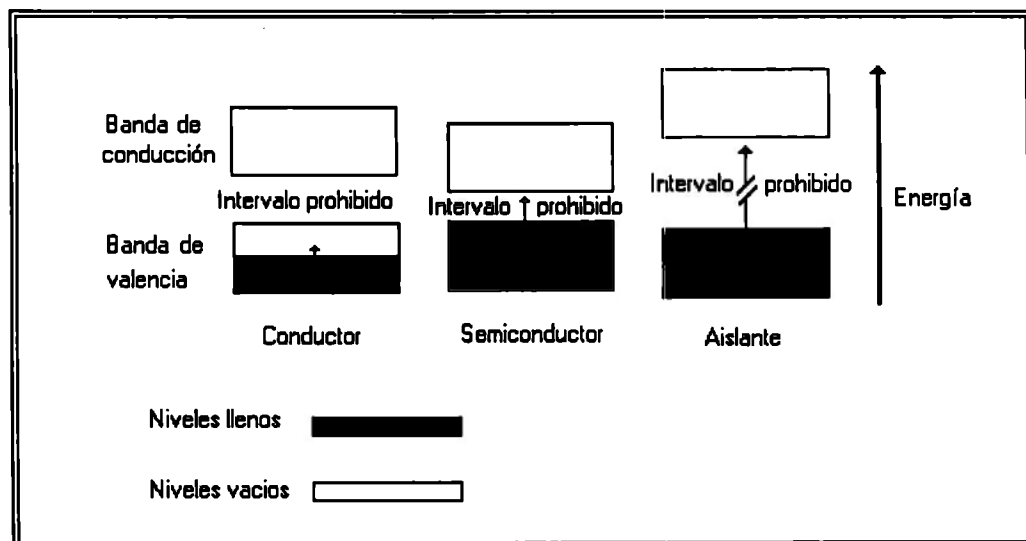 Banda de
conducción
Intervalo prohibido
Intervalo prohibido
Intervalo prohibido
Energía
Banda de
valencia
Conductor
Semiconductor
Aislante
Niveles llenos
Niveles vacios